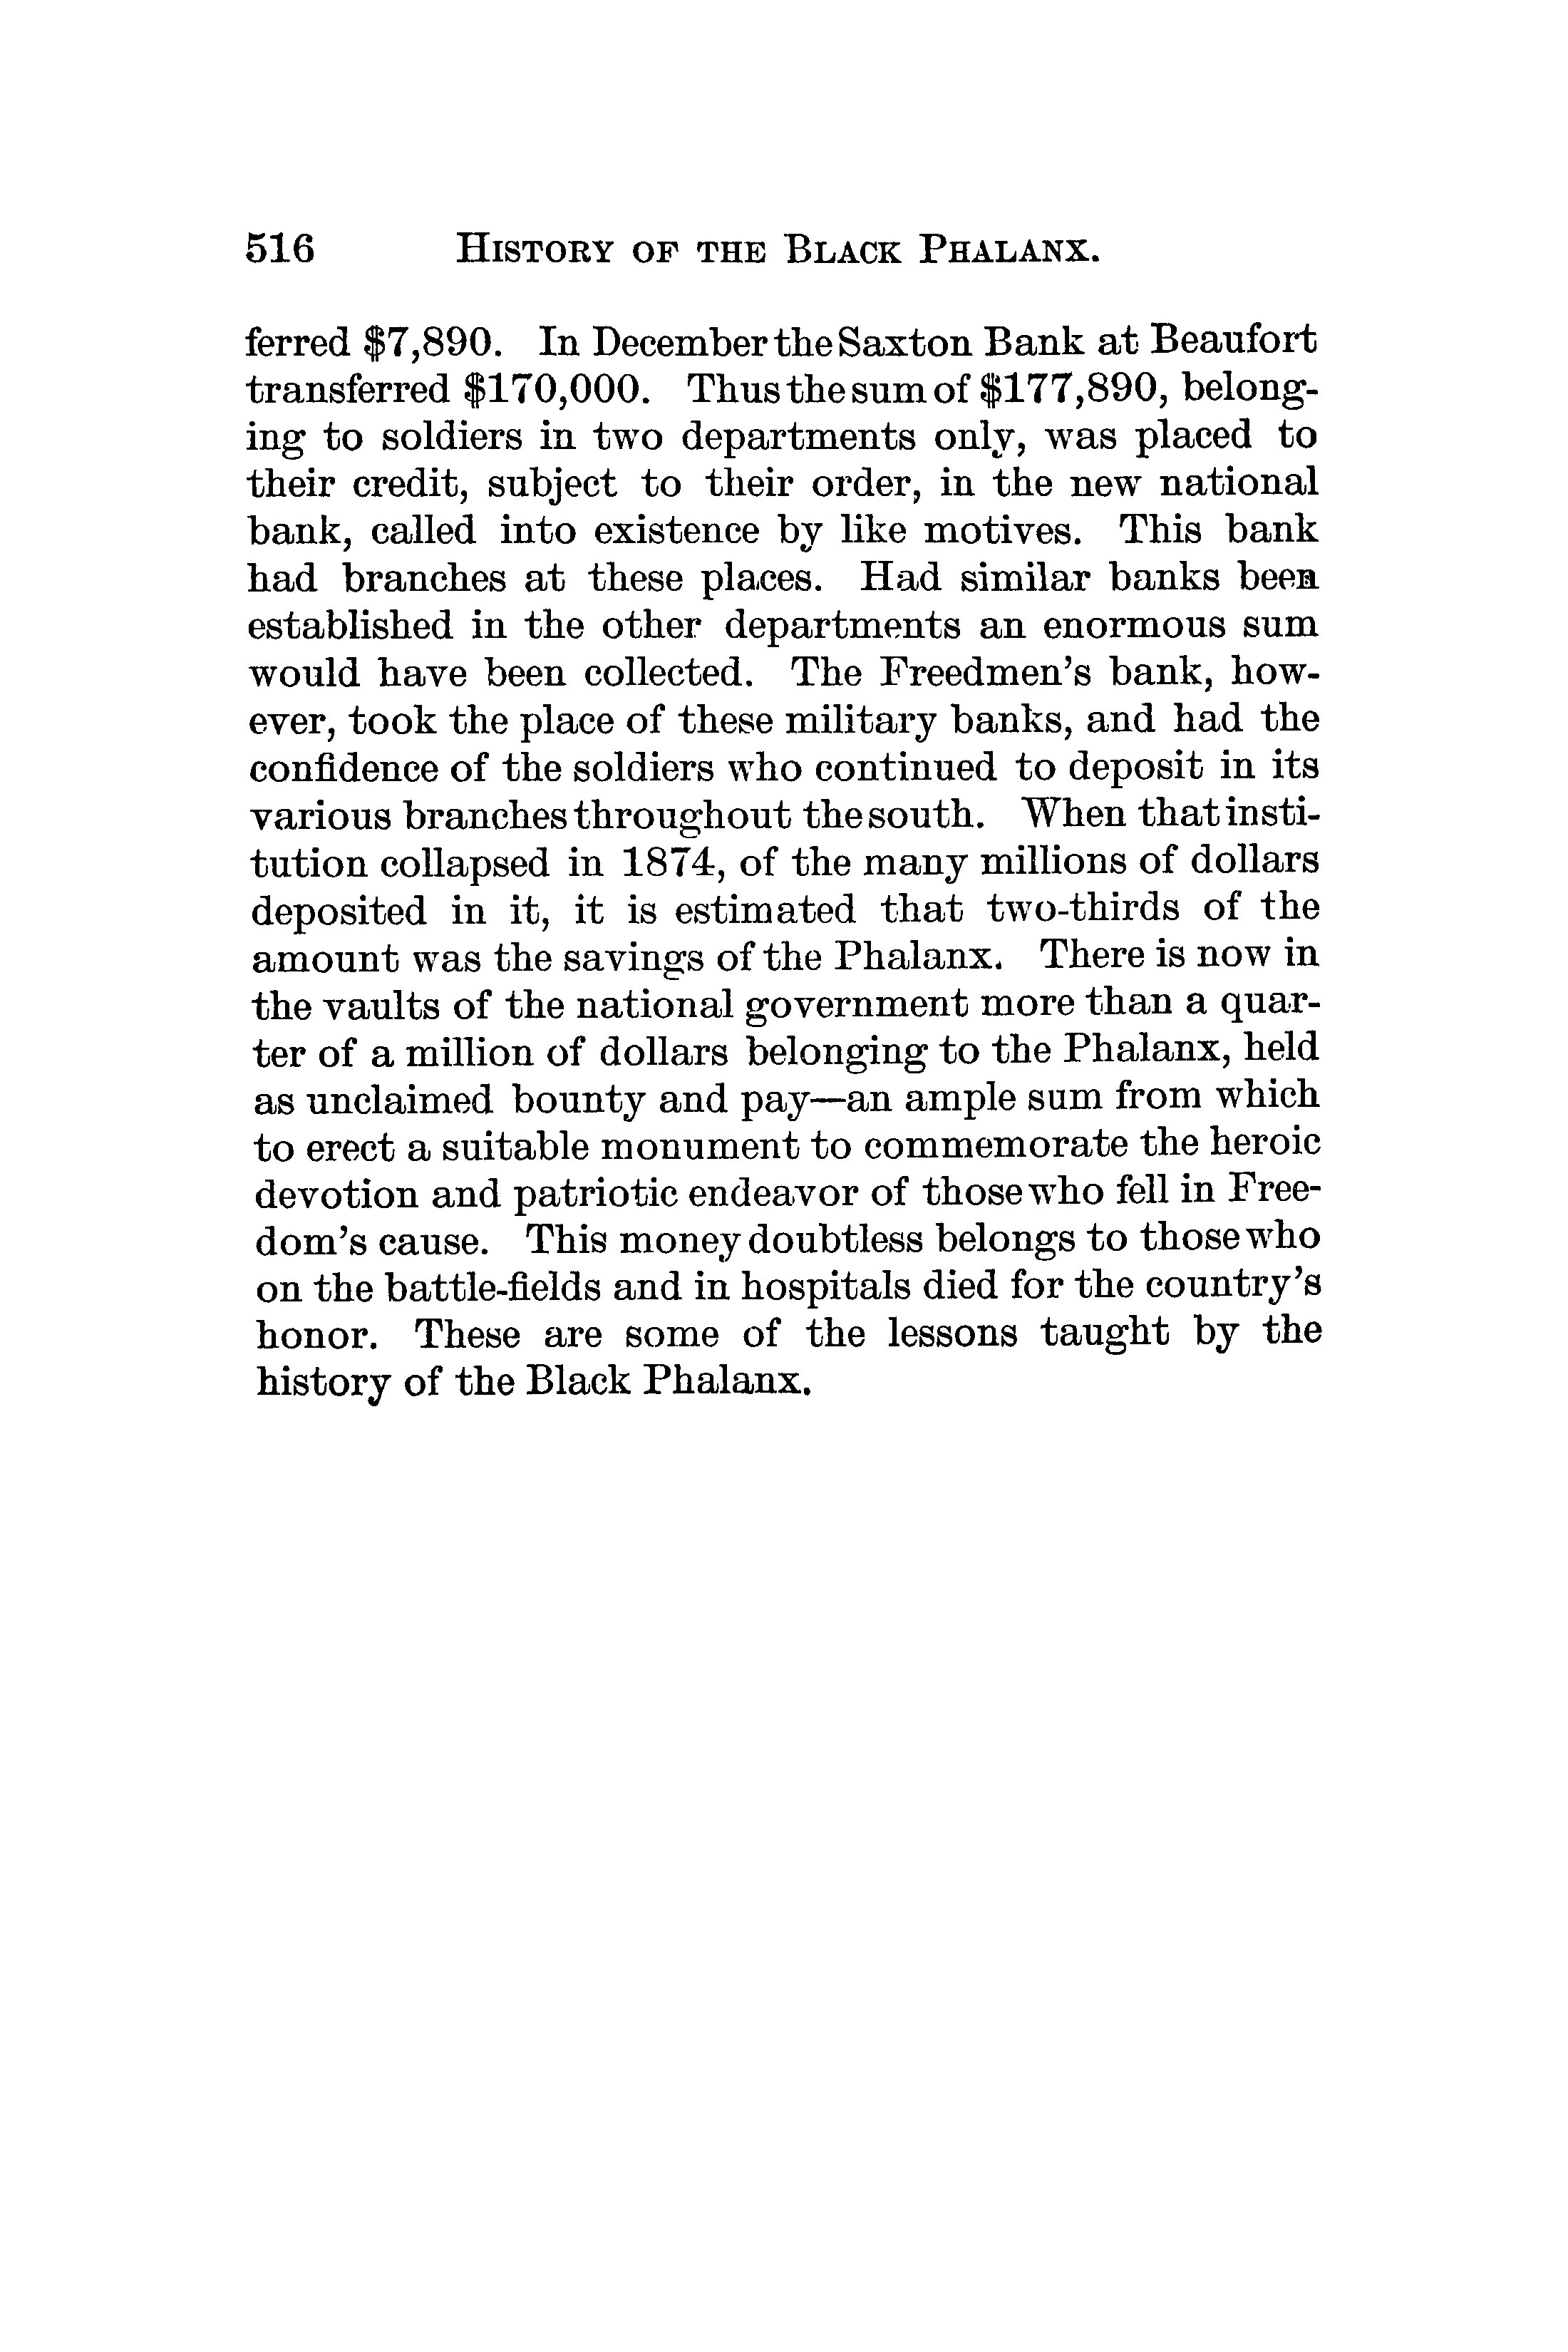 516 HISTORY OF THE BLACK PHALANX.
ferred $7,890. In December the Saxton Bank at Beaufort
transferred $170,000. Thus the sum of $177,890, belong-
ing to soldiers in two departments only, was placed to
their credit, subject to their order, in the new national
bank, called into existence by like motives. This bank
had branches at these places. Had similar banks been
established in the other departments an enormous sum
would have been collected. The Freedmen's bank, how-
ever, took the place of these military banks, and had the
confidence of the soldiers who continued to deposit in its
various branches throughout the south. When that insti-
tution collapsed in 1874, of the many millions of dollars
deposited in it, it is estimated that two-thirds of the
amount was the savings of the Phalanx. There is now in
the vaults of the national government more than a quar-
ter of a million of dollars belonging to the Phalanx, held
as unclaimed bounty and pay—an ample sum from which
to erect a suitable monument to commemorate the heroic
devotion and patriotic endeavor of those who fell in Free-
dom's cause. This money doubtless belongs to those who
on the battle-fields and in hospitals died for the country's
honor. These are some of the lessons taught by the
history of the Black Phalanx.